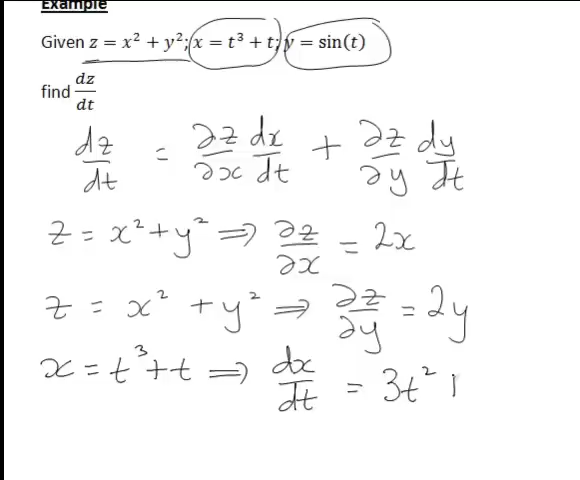 Example
Given z = x² + y²; x = t³ + t; y = sin(t)
find dz/dt
dz/dt = ∂z/∂x dx/dt + ∂z/∂y dy/dt
z = x² + y² ⇒ ∂z/∂x = 2x
z = x² + y² ⇒ ∂z/∂y = 2y
x = t³ + t ⇒ dx/dt = 3t² 1